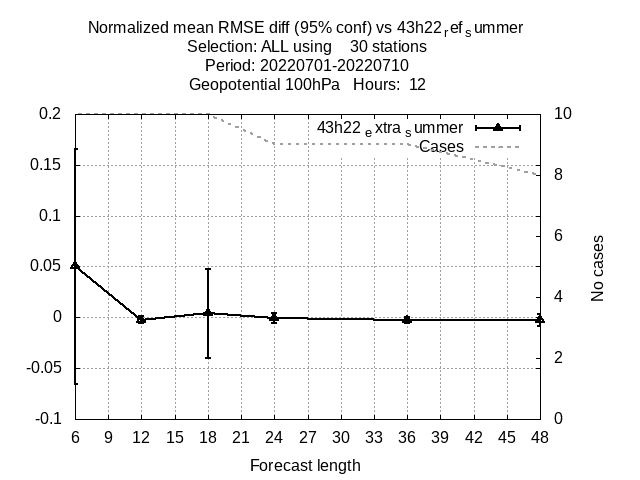 Normalized mean RMSE diff (95% conf) vs 43h22refsummer
Selection: ALL using 30 stations
Period: 20220701-20220710
Geopotential 100hPa Hours: 12
0.2
0.15
0.1
0.05
0
-0.05
-0.1
43h22extrasummer
Cases
10
8
6
4
2
0
No cases
6 9 12 15 18 21 24 27 30 33 36 39 42 45 48
Forecast length